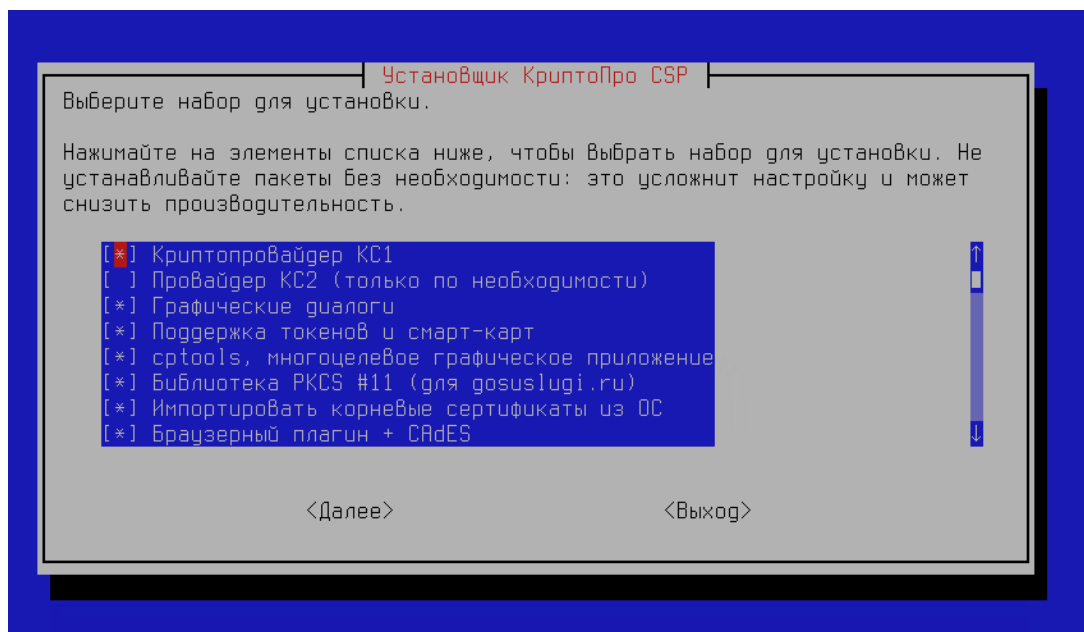 Установщик КриптоПро CSP
Выберите набор для установки.
Нажимайте на элементы списка ниже, чтобы выбрать набор для установки. Не
устанавливайте пакеты без необходимости: это усложнит настройку и может
снизить производительность.
[*] Криптопровайдер КС1 ↑
[ ] Провайдер КС2 (только по необходимости)
[*] Графические диалоги
[*] Поддержка токенов и смарт-карт
[*] cptools, многоцелевое графическое приложение
[*] Библиотека PKCS #11 (для gosuslugi.ru)
[*] Импортировать корневые сертификаты из ОС
[*] Браузерный плагин + CAdES ↓
<Далее> <Выход>